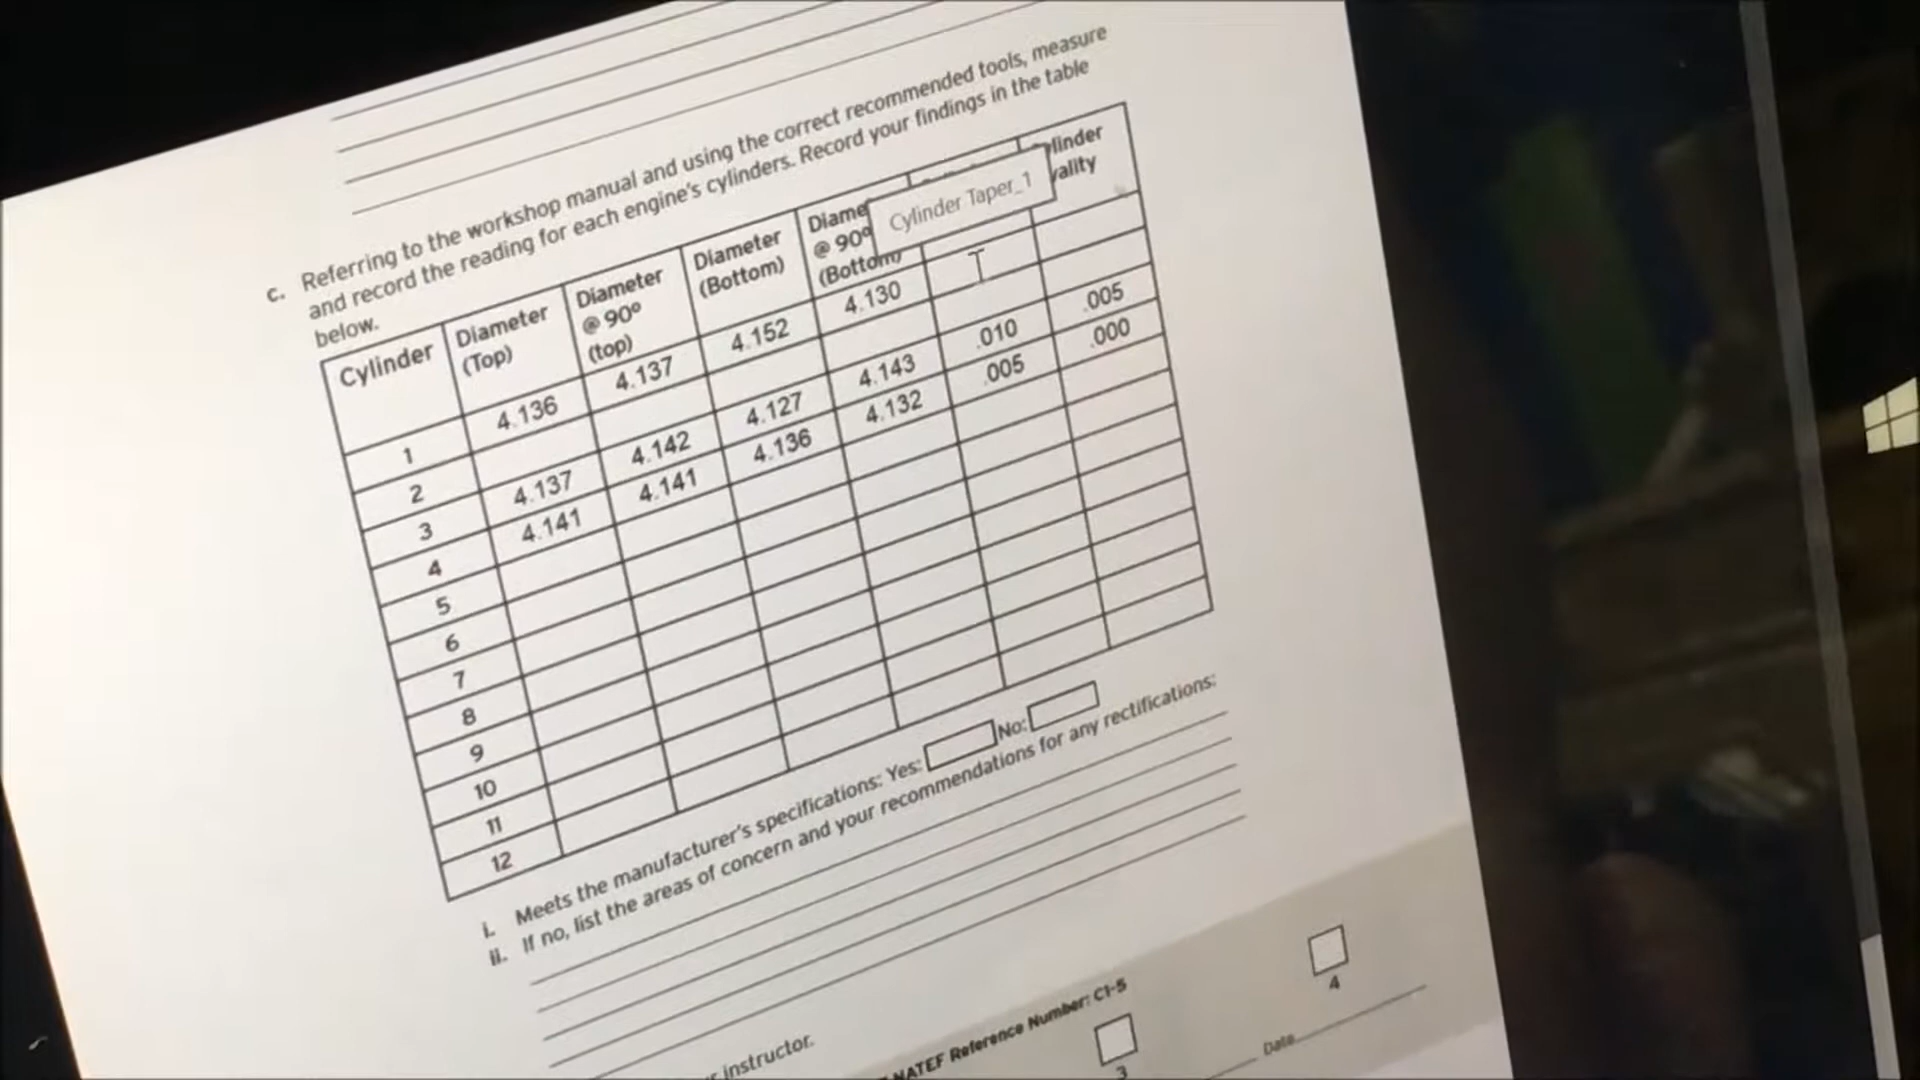 c. Referring to the workshop manual and using the correct recommended tools, measure
and record the reading for each engine's cylinders. Record your findings in the table
below.
Cylinder
Diameter
(Top)
Diameter
@ 90º
(top)
Diameter
(Bottom)
Diame
@ 90º
(Bottom)
Cylinder Taper_1
ylinder
vality
1 4.136 4.137 4.152 4.130
2
3 4.137 4.142 4.127 4.143 .010 .005
4 4.141 4.141 4.136 4.132 .005 .000
5
6
7
8
9
10
11
12
i. Meets the manufacturer's specifications: Yes: No:
ii. If no, list the areas of concern and your recommendations for any rectifications:
instructor.
NATEF Reference Number: C1-5
3
4
Date